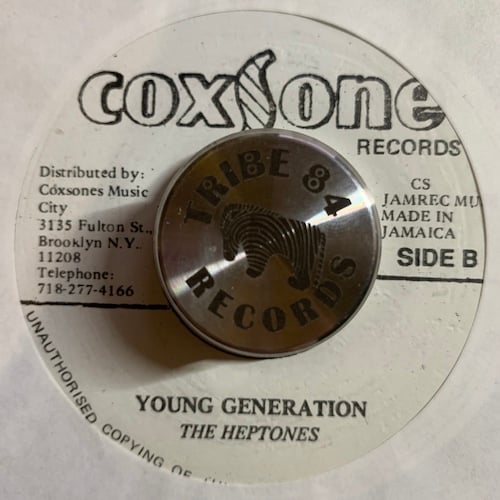 coxsone
RECORDS
Distributed by:
Coxsones Music
City
3135 Fulton St.,
Brooklyn N.Y.
11208
Telephone:
718-277-4166
TRIBE 84
RECORDS
CS
JAMREC MU
MADE IN
JAMAICA
SIDE B
YOUNG GENERATION
THE HEPTONES
UNAUTHORISED COPYING OF